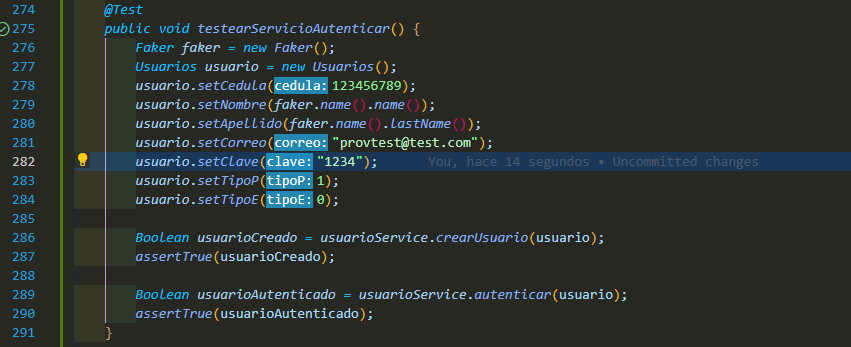 274 @Test
275 public void testearServicioAutenticar() {
276 Faker faker = new Faker();
277 Usuarios usuario = new Usuarios();
278 usuario.setCedula(cedula:123456789);
279 usuario.setNombre(faker.name().name());
280 usuario.setApellido(faker.name().lastName());
281 usuario.setCorreo(correo:"provtest@test.com");
282 usuario.setClave(clave:"1234"); You, hace 14 segundos • Uncommitted changes
283 usuario.setTipoP(tipoP:1);
284 usuario.setTipoE(tipoE:0);
285
286 Boolean usuarioCreado = usuarioService.crearUsuario(usuario);
287 assertTrue(usuarioCreado);
288
289 Boolean usuarioAutenticado = usuarioService.autenticar(usuario);
290 assertTrue(usuarioAutenticado);
291 }